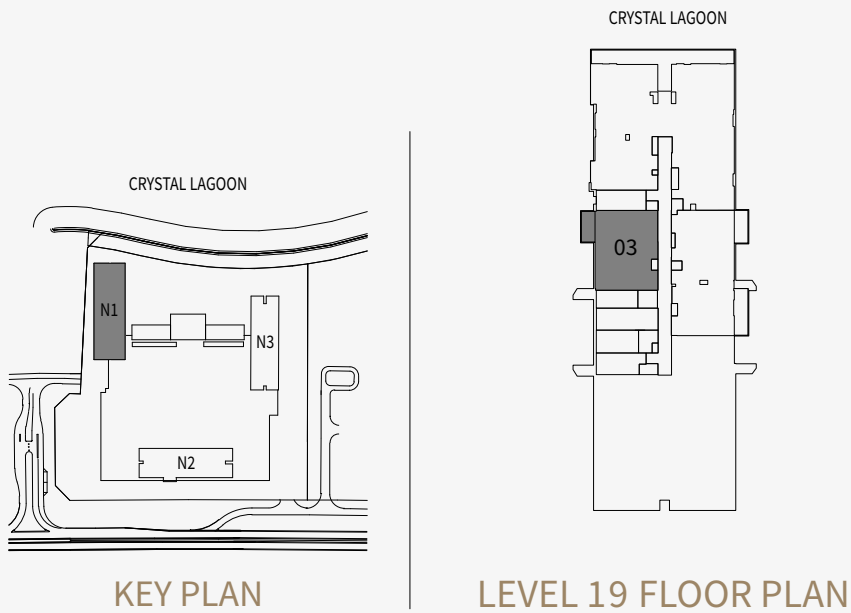 CRYSTAL LAGOON
N1
N3
N2
KEY PLAN
CRYSTAL LAGOON
03
LEVEL 19 FLOOR PLAN